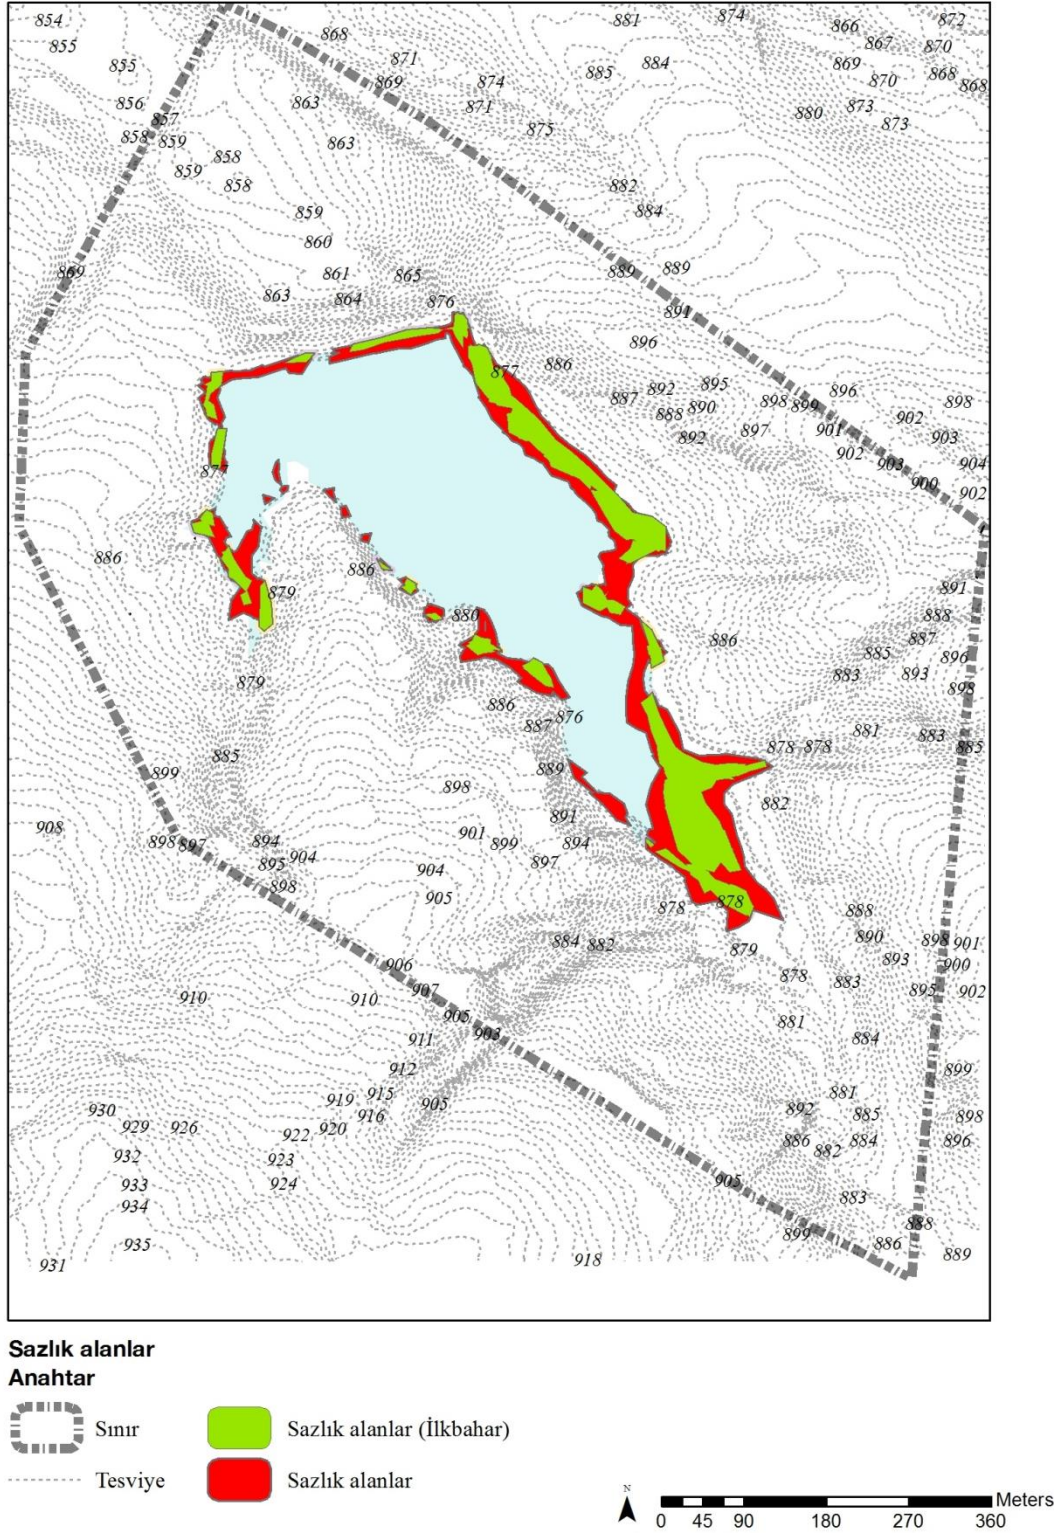 854 868 881 874 866 872
855 871 867 870
855 869 874 885 884 869 870 868 868
856 863 871 880 873
857 875 873
858 859 863
859 858
858 882
859 884
860
869 861 865 889 889
863 864 876 891
896
877 886
887 892 895 898 896 898
888 890 899 902
892 897 901 903
877 902 903 904
900 902
886 886
879 880 891
888
886 887
885 896
879 883 893 898
886 876
887 881 883
885 889 878 878 885
899 898 882
891
908 898 897 894 901 899 894
895 904 897
898 904
905 878 878 888
884 882 879 890 898 901
906 893 900
910 910 907 878 883 895 902
905 881
911 903 884
912 899
919 915 905 881
930 916 892 885 898
929 926 922 920 886 884 896
932 923 882
933 924 905 883
934 888
935 899 886 889
931 918
Sazlık alanlar
Anahtar
Sınır Sazlık alanlar (İlkbahar)
Tesviye Sazlık alanlar
N
Meters
0 45 90 180 270 360